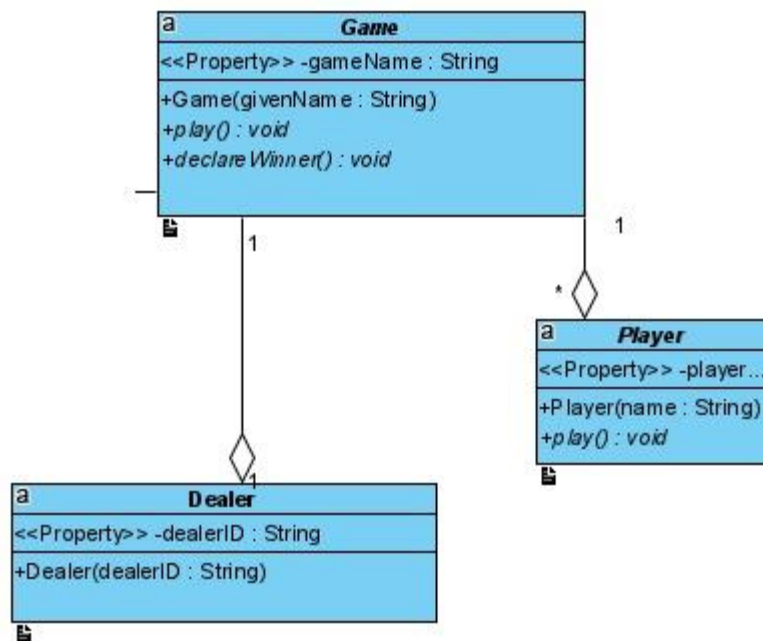 a
Game
<<Property>> -gameName : String
+Game(givenName : String)
+play() : void
+declareWinner() : void
1
1
*
a
Player
<<Property>> -player...
+Player(name : String)
+play() : void
1
a
Dealer
<<Property>> -dealerID : String
+Dealer(dealerID : String)